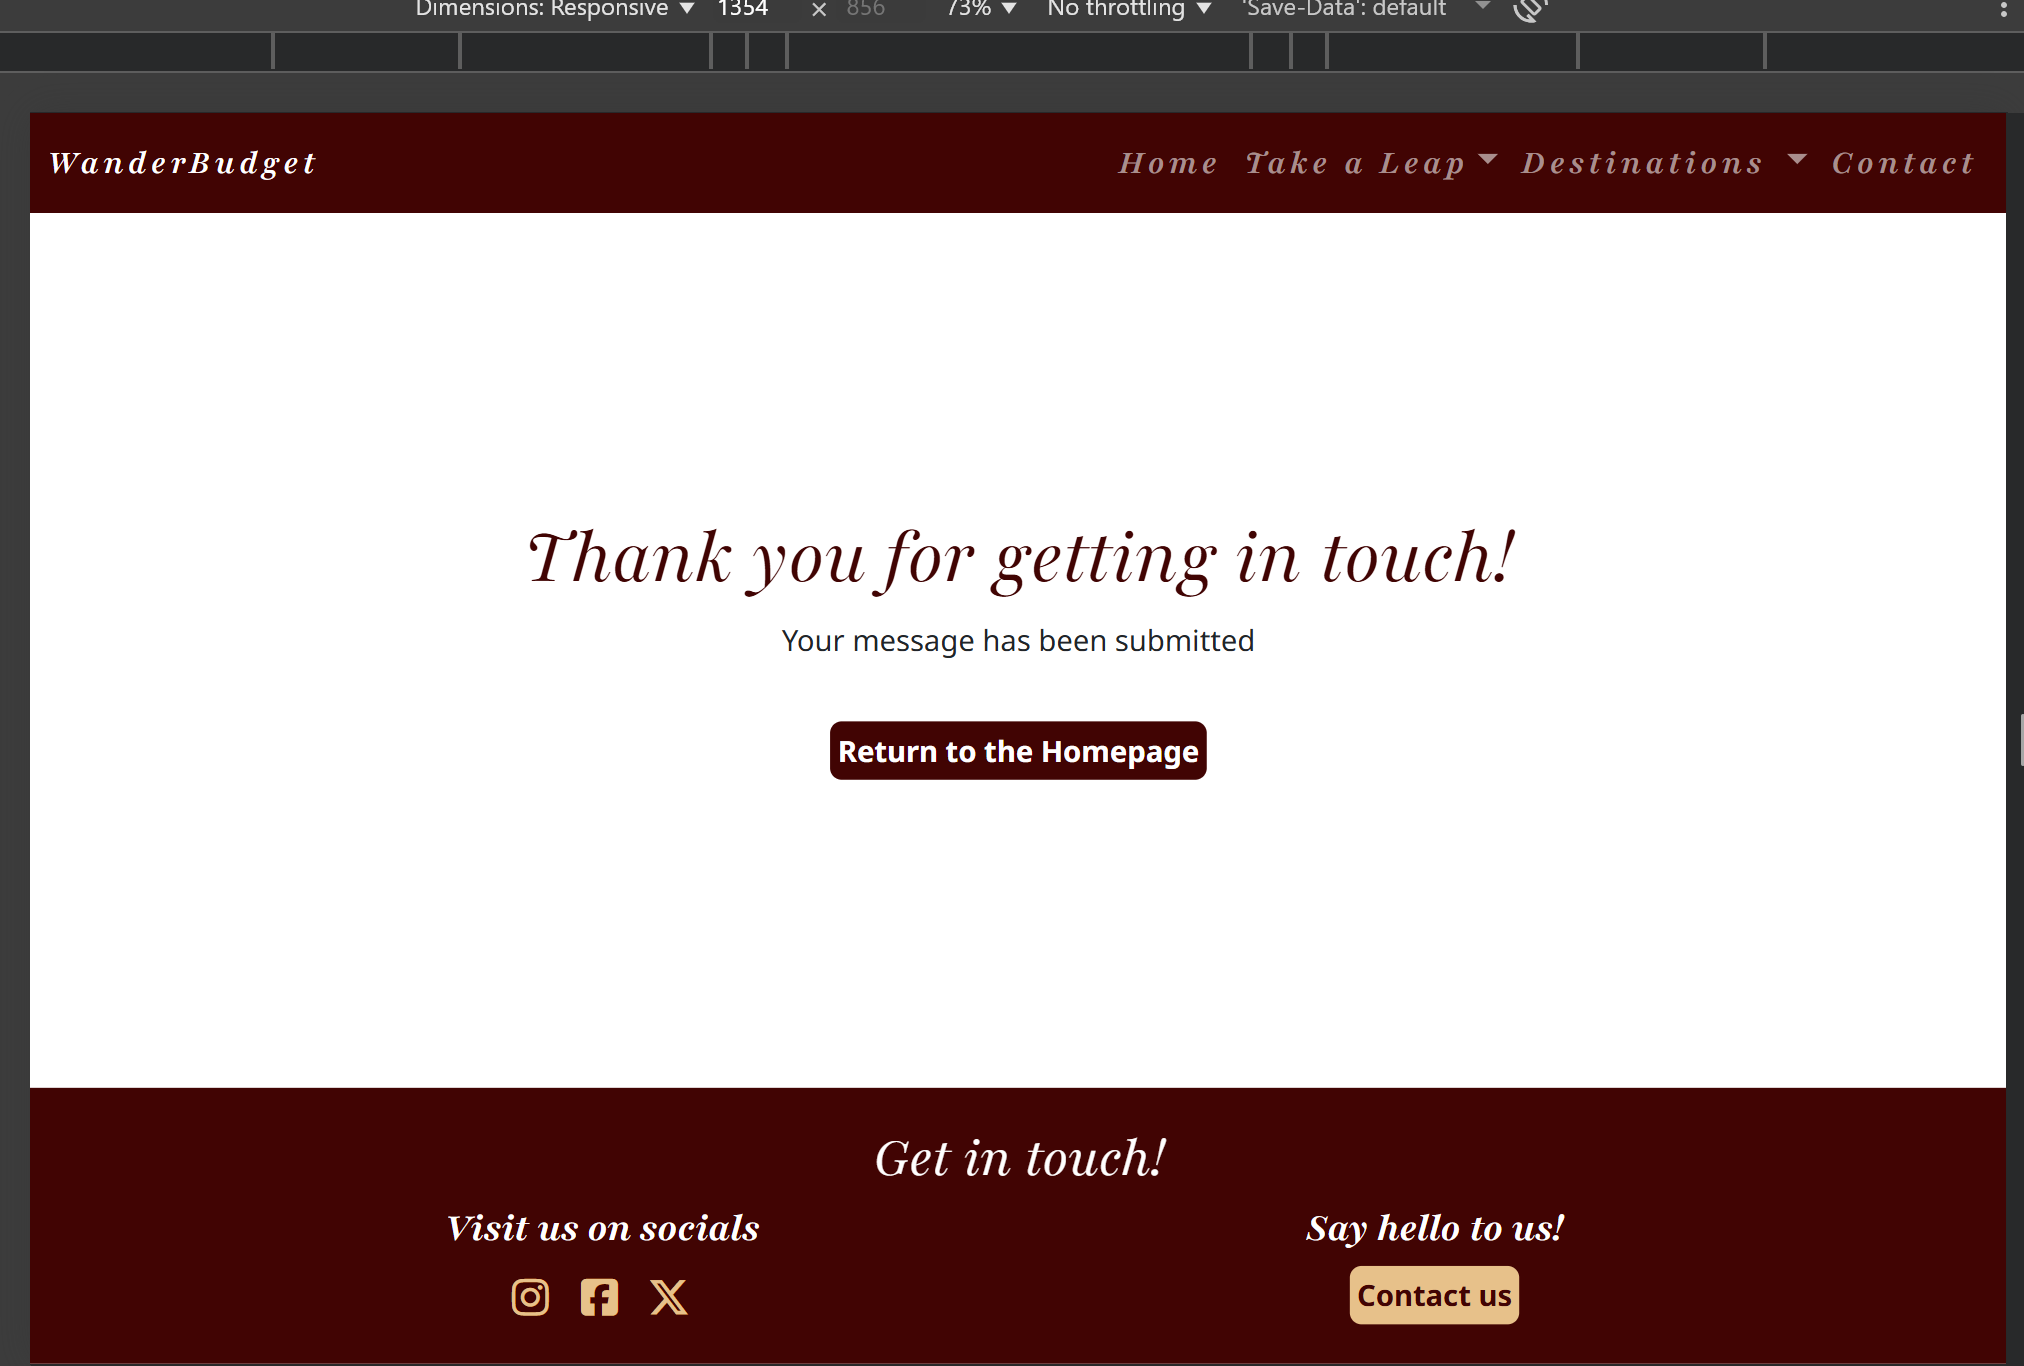 Dimensions: Responsive 1354 × 856 73% No throttling 'Save-Data': default
WanderBudget Home Take a Leap Destinations Contact
Thank you for getting in touch!
Your message has been submitted
Return to the Homepage
Get in touch!
Visit us on socials Say hello to us!
Contact us